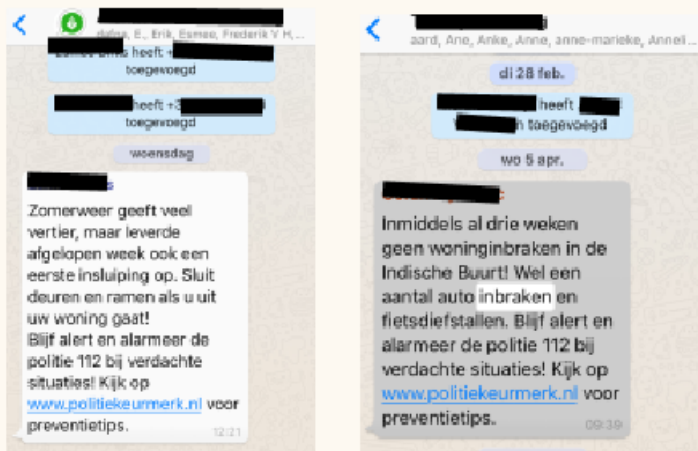 dafna, E., Erik, Esmee, Frederik V H, ...
heeft +
toegevoegd
heeft +3
toegevoegd
woensdag
Zomerweer geeft veel
vertier, maar leverde
afgelopen week ook een
eerste insluiping op. Sluit
deuren en ramen als u uit
uw woning gaat!
Blijf alert en alarmeer de
politie 112 bij verdachte
situaties! Kijk op
www.politiekeurmerk.nl voor
preventietips.
12:21
aard, Ane, Anke, Anne, anne-marieke, Anneli ...
di 28 feb.
heeft
h toegevoegd
wo 5 apr.
Inmiddels al drie weken
geen woninginbraken in de
Indische Buurt! Wel een
aantal auto inbraken en
fietsdiefstallen. Blijf alert en
alarmeer de politie 112 bij
verdachte situaties! Kijk op
www.politiekeurmerk.nl voor
preventietips.
09:39